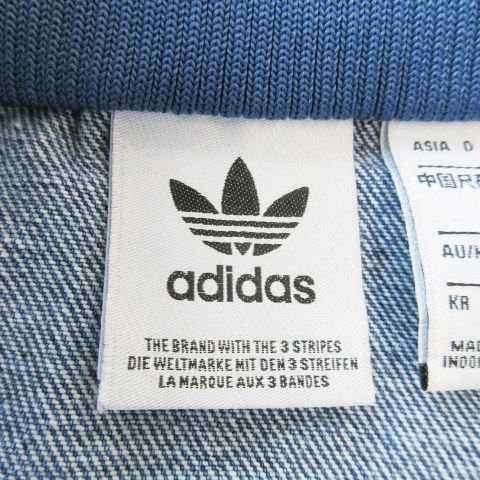 adidas
THE BRAND WITH THE 3 STRIPES
DIE WELTMARKE MIT DEN 3 STREIFEN
LA MARQUE AUX 3 BANDES
ASIA D
中国尺
AU/
KR
MAD
INDO